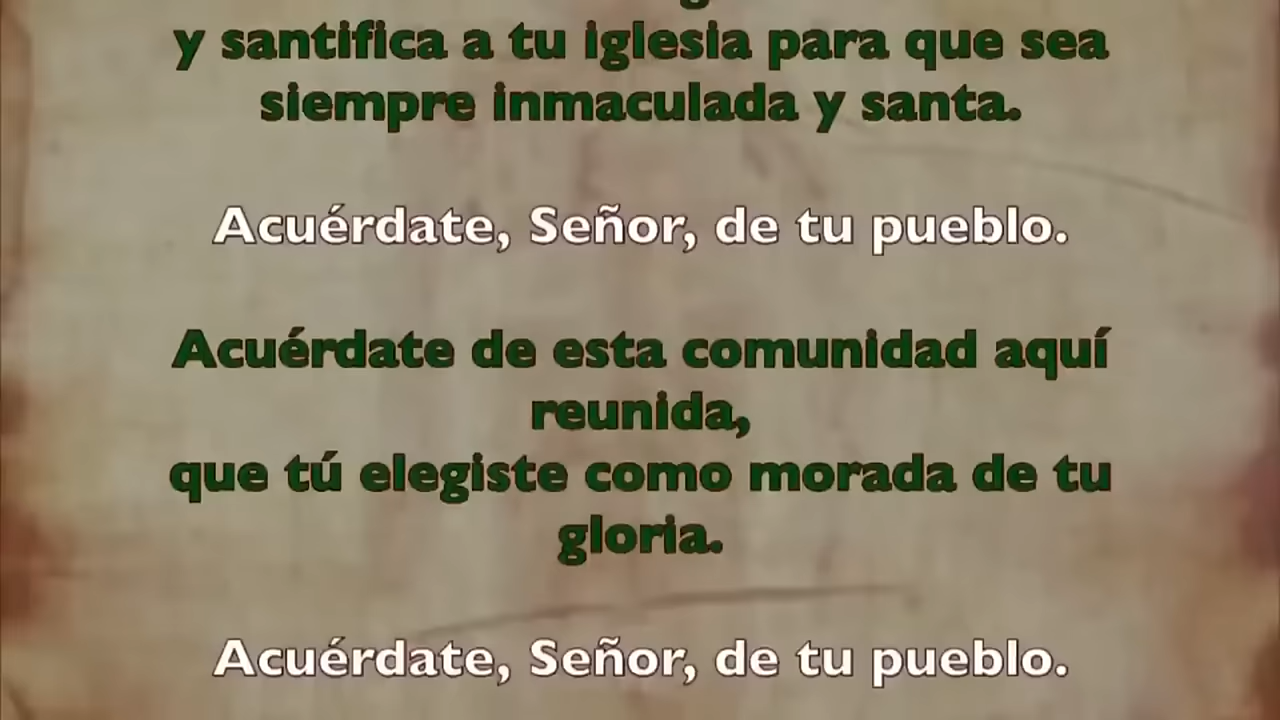 y santifica a tu iglesia para que sea
siempre inmaculada y santa.
Acuérdate, Señor, de tu pueblo.
Acuérdate de esta comunidad aquí
reunida,
que tú elegiste como morada de tu
gloria.
Acuérdate, Señor, de tu pueblo.